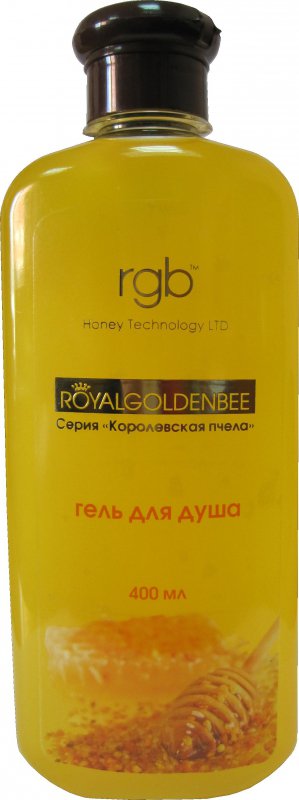 rgb™
Honey Technology LTD
ROYALGOLDENBEE
Серия «Королевская пчела»
гель для душа
400 мл